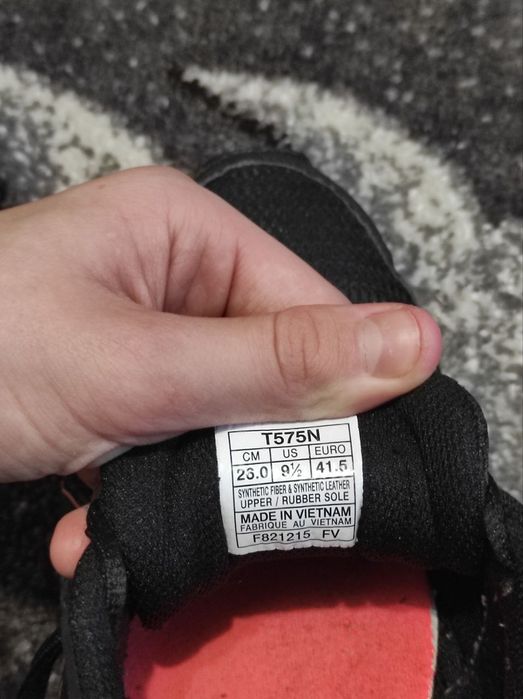 T575N
CM US EURO
26.0 9½ 41.5
SYNTHETIC FIBER & SYNTHETIC LEATHER
UPPER / RUBBER SOLE
MADE IN VIETNAM
FABRIQUE AU VIETNAM
F821215 FV